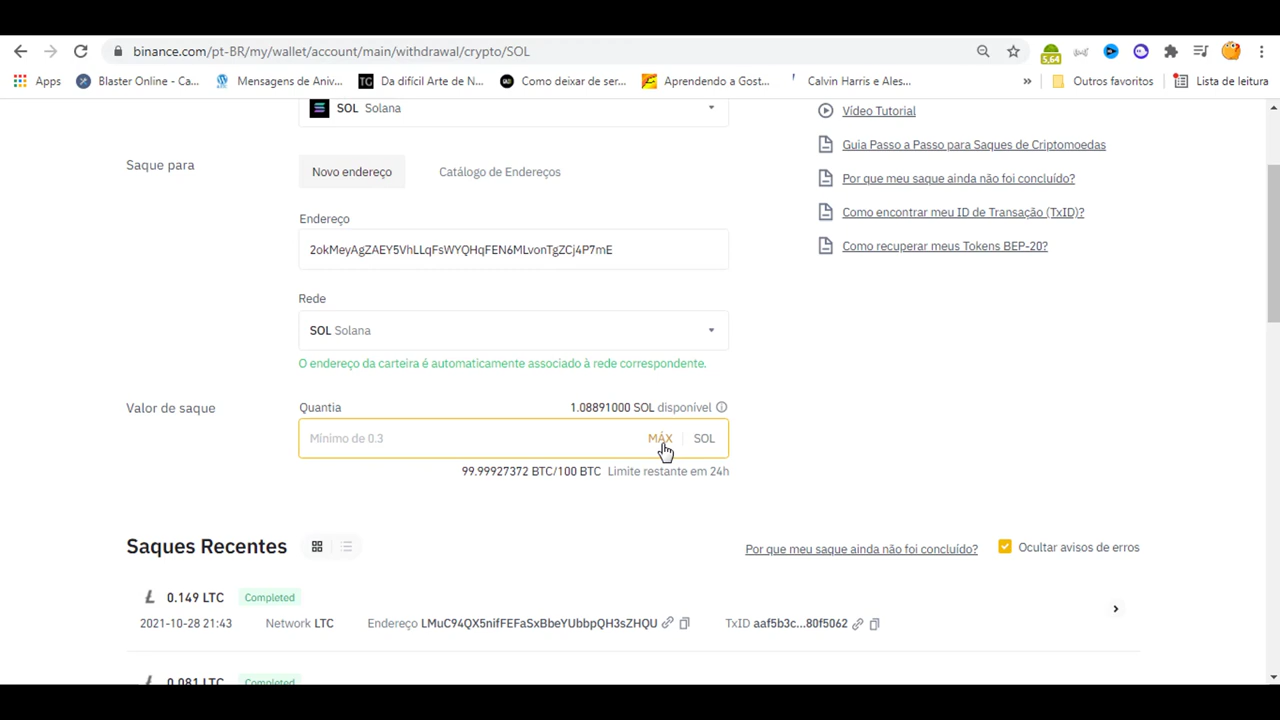 binance.com/pt-BR/my/wallet/account/main/withdrawal/crypto/SOL
5,64
Apps
Blaster Online - Ca...
Mensagens de Aniv...
TG Da difícil Arte de N...
Como deixar de ser...
Aprendendo a Gost...
Calvin Harris e Ales...
»
Outros favoritos
Lista de leitura
SOL Solana
Vídeo Tutorial
Guia Passo a Passo para Saques de Criptomoedas
Saque para
Novo endereço
Catálogo de Endereços
Por que meu saque ainda não foi concluído?
Como encontrar meu ID de Transação (TxID)?
Endereço
2okMeyAgZAEY5VhLLqFsWYQHqFEN6MLvonTgZCj4P7mE
Como recuperar meus Tokens BEP-20?
Rede
SOL Solana
O endereço da carteira é automaticamente associado à rede correspondente.
Valor de saque
Quantia
1.08891000 SOL disponível
Mínimo de 0.3
MÁX
SOL
99.99927372 BTC/100 BTC Limite restante em 24h
Saques Recentes
Por que meu saque ainda não foi concluído?
Ocultar avisos de erros
0.149 LTC Completed
2021-10-28 21:43 Network LTC Endereço LMuC94QX5nifFEFaSxBbeYUbbpQH3sZHQU TxID aaf5b3c...80f5062
0.081 LTC Completed